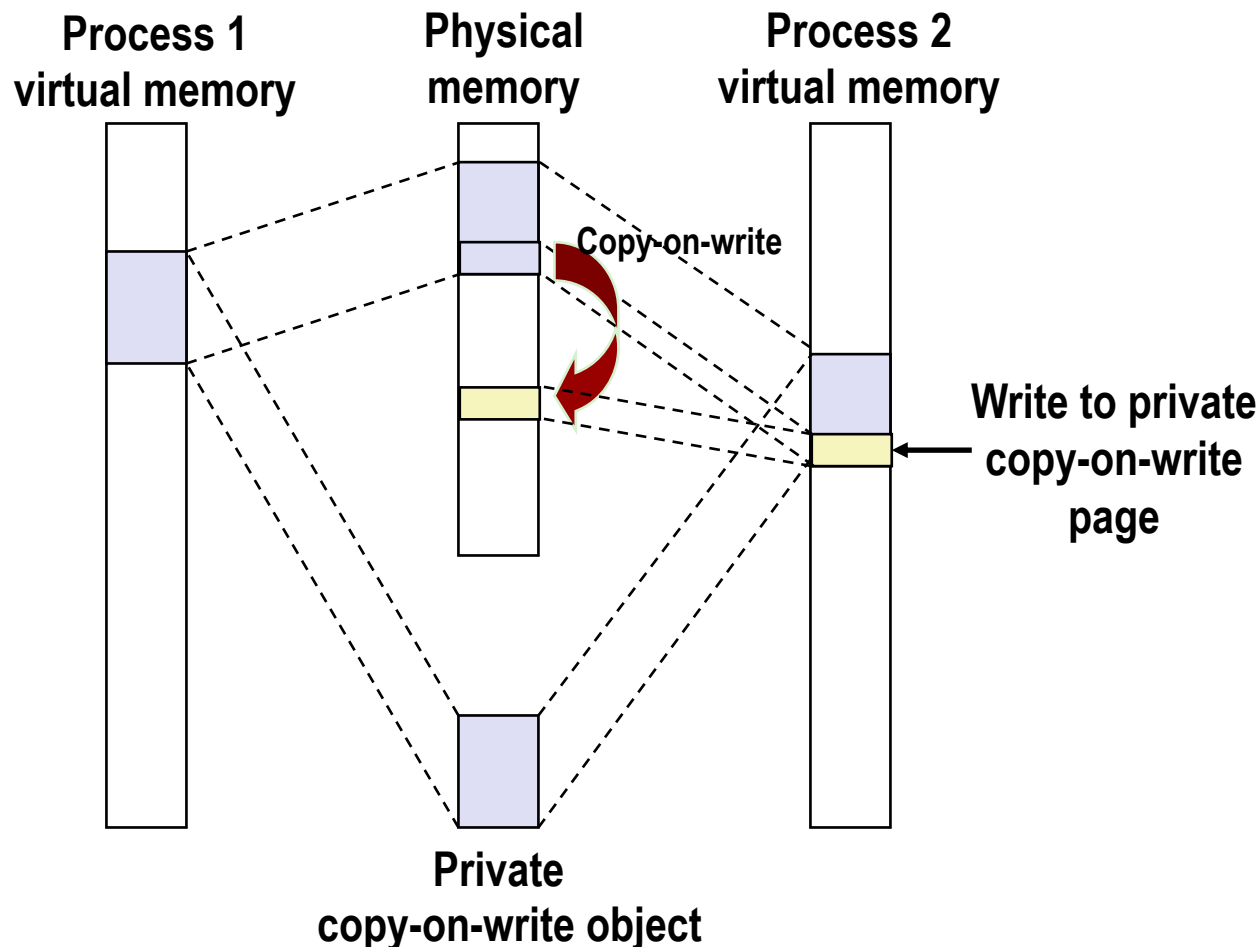 Process 1
virtual memory
Physical
memory
Process 2
virtual memory
Copy-on-write
Write to private
copy-on-write
page
Private
copy-on-write object